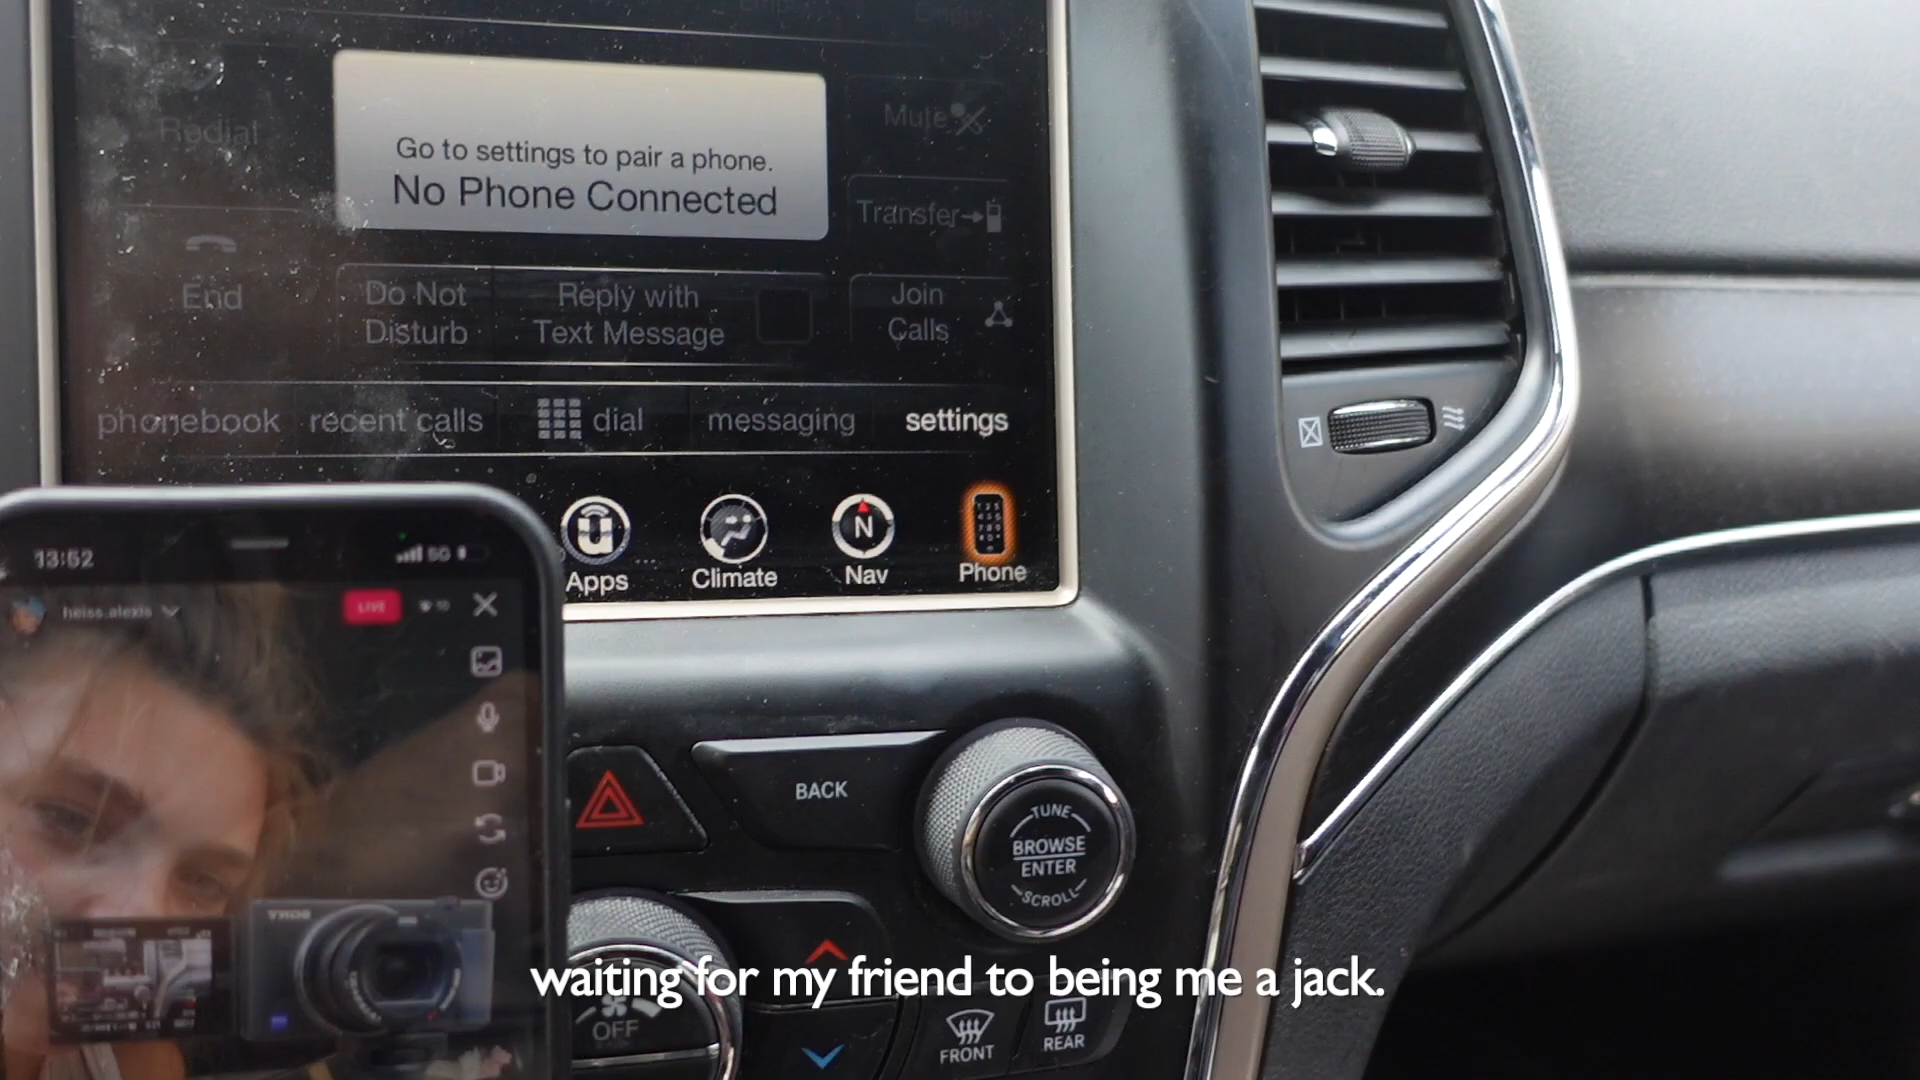 Redial
Mute
Go to settings to pair a phone.
No Phone Connected
Transfer
End
Do Not
Disturb
Reply with
Text Message
Join
Calls
phonebook
recent calls
dial
messaging
settings
Apps
Climate
Nav
N
Phone
13:52
5G
heiss.alexis
LIVE
BACK
TUNE
BROWSE
ENTER
SCROLL
waiting for my friend to being me a jack.
OFF
FRONT
REAR